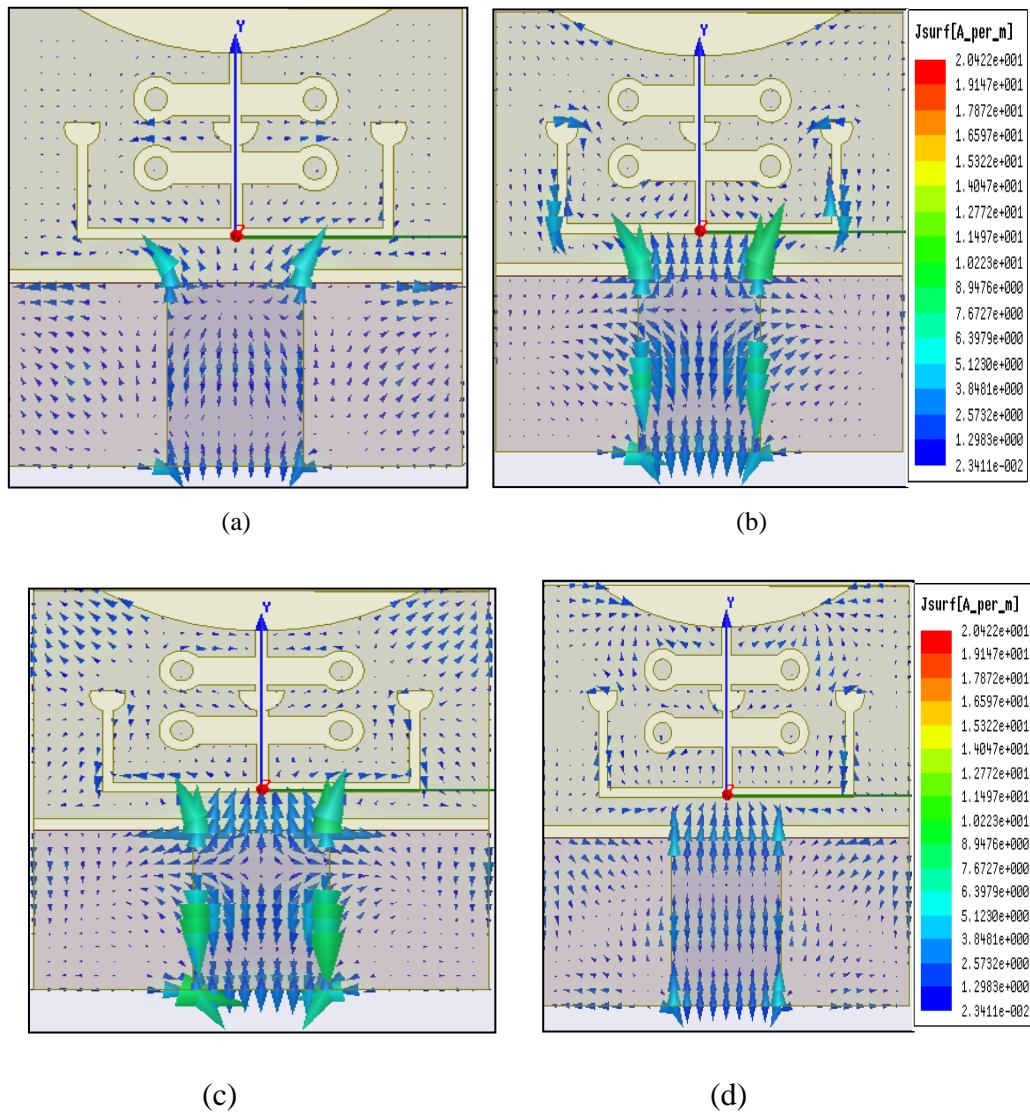 Y
Y
Jsurf[A_per_m]
2.0422e+001
1.9147e+001
1.7872e+001
1.6597e+001
1.5322e+001
1.4047e+001
1.2772e+001
1.1497e+001
1.0223e+001
8.9476e+000
7.6727e+000
6.3979e+000
5.1230e+000
3.8481e+000
2.5732e+000
1.2983e+000
2.3411e-002
(a)
(b)
Y
Y
Jsurf[A_per_m]
2.0422e+001
1.9147e+001
1.7872e+001
1.6597e+001
1.5322e+001
1.4047e+001
1.2772e+001
1.1497e+001
1.0223e+001
8.9476e+000
7.6727e+000
6.3979e+000
5.1230e+000
3.8481e+000
2.5732e+000
1.2983e+000
2.3411e-002
(c)
(d)